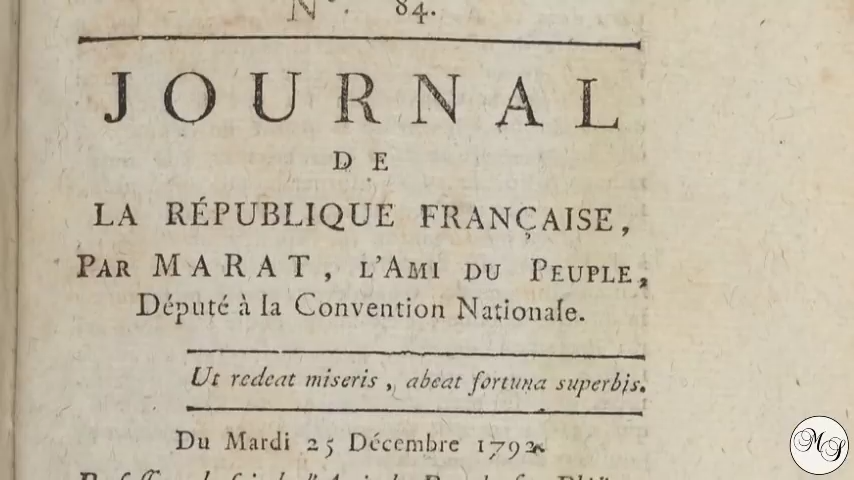 N°. 84.
JOURNAL
DE
LA RÉPUBLIQUE FRANÇAISE,
PAR MARAT, L'AMI DU PEUPLE,
Député à la Convention Nationale.
Ut redeat miseris, abeat fortuna superbis.
Du Mardi 25 Décembre 1792.
MS